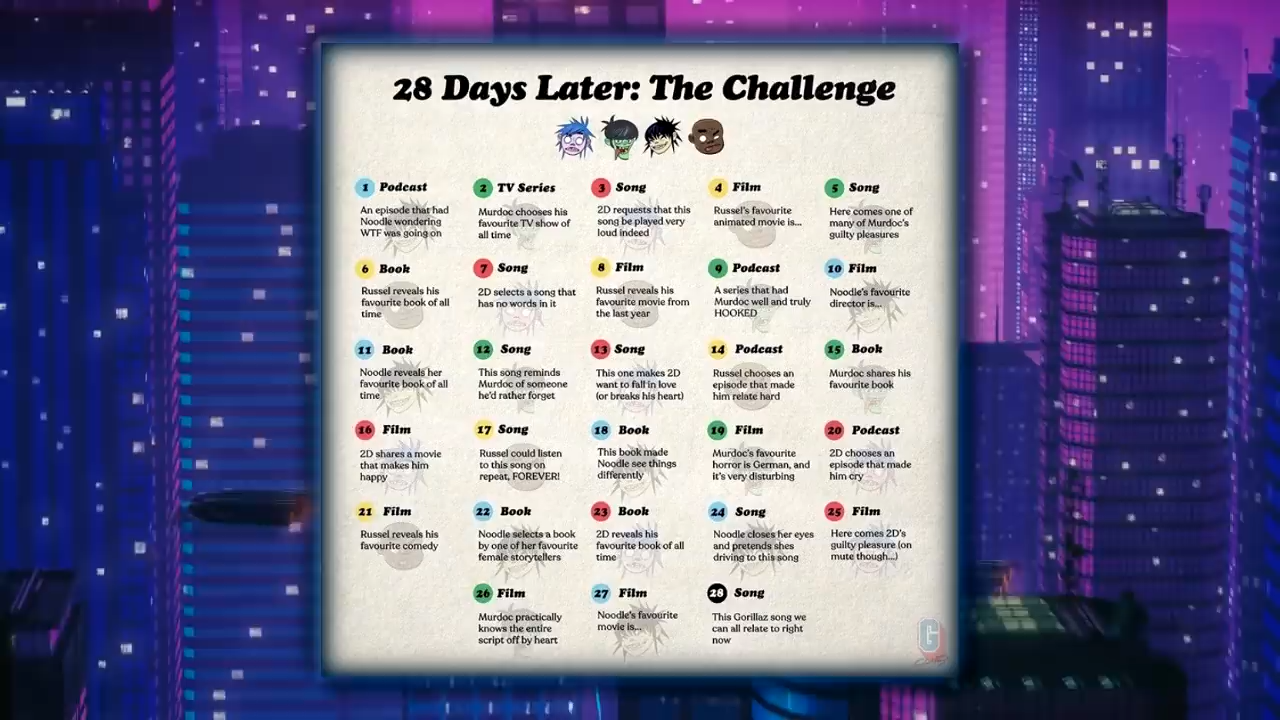 28 Days Later: The Challenge
1 Podcast
An episode that had
Noodle wondering
WTF was going on
2 TV Series
Murdoc chooses his
favourite TV show of
all time
3 Song
2D requests that this
song be played very
loud indeed
4 Film
Russel's favourite
animated movie is...
5 Song
Here comes one of
many of Murdoc's
guilty pleasures
6 Book
Russel reveals his
favourite book of all
time
7 Song
2D selects a song that
has no words in it
8 Film
Russel reveals his
favourite movie from
the last year
9 Podcast
A series that had
Murdoc well and truly
HOOKED
10 Film
Noodle's favourite
director is...
11 Book
Noodle reveals her
favourite book of all
time
12 Song
This song reminds
Murdoc of someone
he'd rather forget
13 Song
This one makes 2D
want to fall in love
(or breaks his heart)
14 Podcast
Russel chooses an
episode that made
him relate hard
15 Book
Murdoc shares his
favourite book
16 Film
2D shares a movie
that makes him
happy
17 Song
Russel could listen
to this song on
repeat, FOREVER!
18 Book
This book made
Noodle see things
differently
19 Film
Murdoc's favourite
horror is German, and
it's very disturbing
20 Podcast
2D chooses an
episode that made
him cry
21 Film
Russel reveals his
favourite comedy
22 Book
Noodle selects a book
by one of her favourite
female storytellers
23 Book
2D reveals his
favourite book of all
time
24 Song
Noodle closes her eyes
and pretends shes
driving to this song
25 Film
Here comes 2D's
guilty pleasure (on
mute though...)
26 Film
Murdoc practically
knows the entire
script off by heart
27 Film
Noodle's favourite
movie is...
28 Song
This Gorillaz song we
can all relate to right
now
G